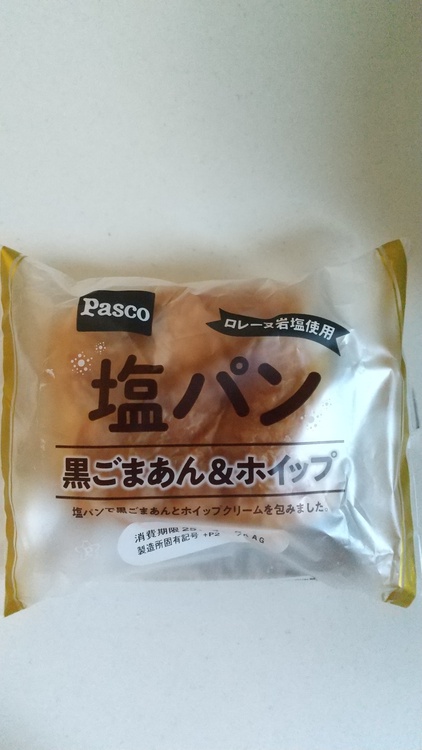 Pasco
ロレーヌ岩塩使用
塩パン
黒ごまあん&ホイップ
塩パンで黒ごまあんとホイップクリームを包みました。
消費期限
製造所固有記号 +P2